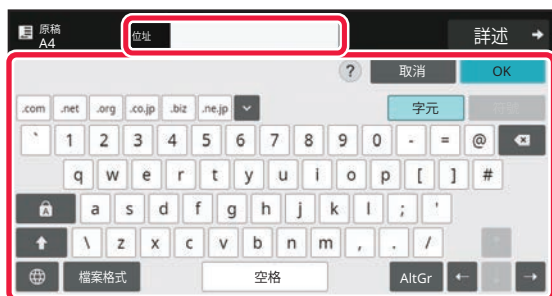 原稿
A4
位址
詳述
? 取消 OK
.com .net .org .co.jp .biz .ne.jp 字元
` 1 2 3 4 5 6 7 8 9 0 - = @
q w e r t y u i o p [ ] #
A a s d f g h j k l ; '
\ z x c v b n m , . /
檔案格式 空格 AltGr ← ↓ →